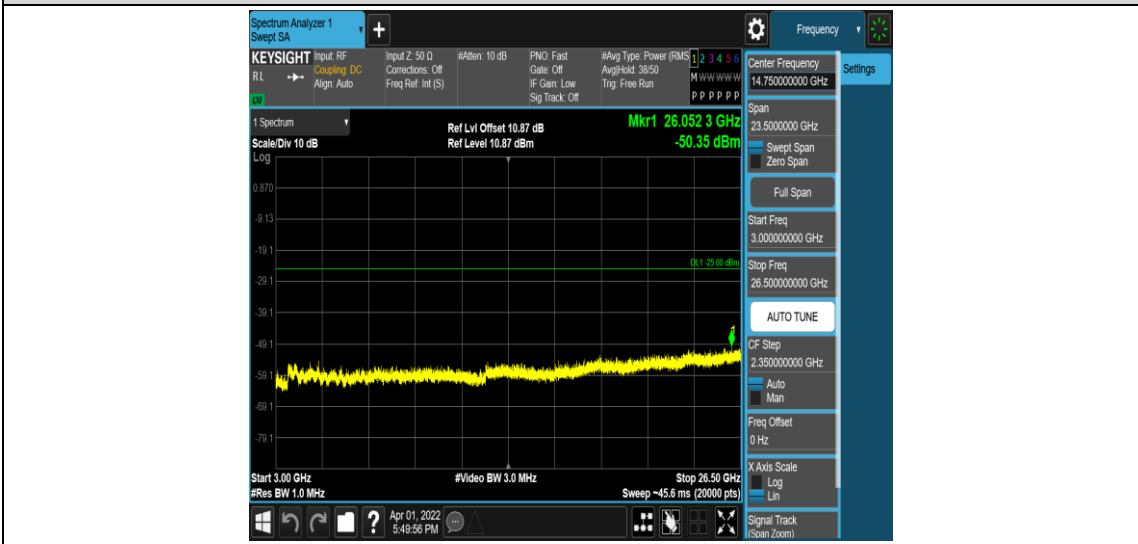 Spectrum Analyzer 1
Swept SA
+
Frequency
KEYSIGHT
Input: RF
Input Z: 50 Ω
#Atten: 10 dB
PNO: Fast
#Avg Type: Power (RMS
1 2 3 4 5 6
R L
Coupling: DC
Corrections: Off
Gate: Off
Avg|Hold: 38/50
M W W W W W
Align: Auto
Freq Ref: Int (S)
IF Gain: Low
Trig: Free Run
Sig Track: Off
P P P P P P
LXI
1 Spectrum
Ref Lvl Offset 10.87 dB
Mkr1 26.052 3 GHz
Scale/Div 10 dB
Ref Level 10.87 dBm
-50.35 dBm
Log
0.870
-9.13
-19.1
DL1 -25.00 dBm
-29.1
-39.1
1
-49.1
-59.1
-69.1
-79.1
Start 3.00 GHz
#Video BW 3.0 MHz
Stop 26.50 GHz
#Res BW 1.0 MHz
Sweep ~45.6 ms (20000 pts)
Center Frequency
14.750000000 GHz
Settings
Span
23.5000000 GHz
Swept Span
Zero Span
Full Span
Start Freq
3.000000000 GHz
Stop Freq
26.500000000 GHz
AUTO TUNE
CF Step
2.350000000 GHz
Auto
Man
Freq Offset
0 Hz
X Axis Scale
Log
Lin
Signal Track
(Span Zoom)
?
Apr 01, 2022
5:49:56 PM